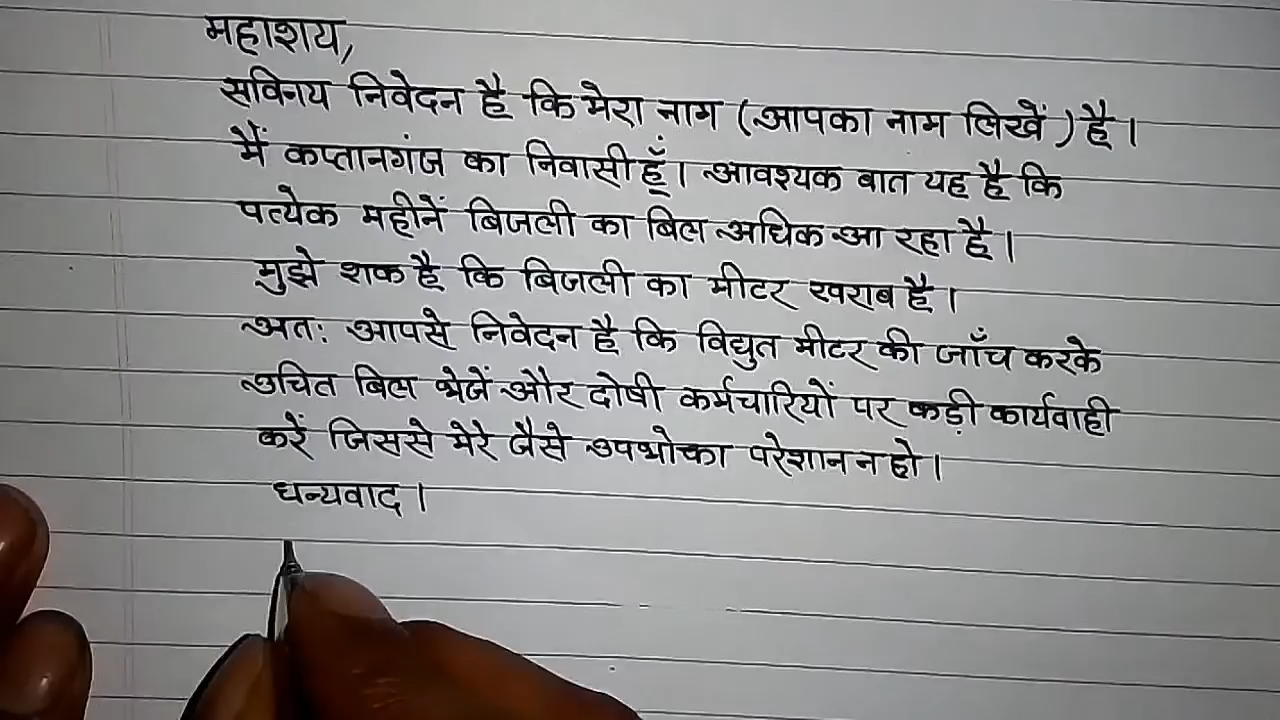 महाशय,
सविनय निवेदन है कि मेरा नाम (आपका नाम लिखें) है।
मैं कप्तानगंज का निवासी हूँ। आवश्यक बात यह है कि
पत्येक महीनें बिजली का बिल अधिक आ रहा है।
मुझे शक है कि बिजली का मीटर खराब है।
अतः आपसे निवेदन है कि विद्युत मीटर की जाँच करके
उचित बिल भेजें और दोषी कर्मचारियों पर कड़ी कार्यवाही
करें जिससे मेरे जैसे उपभोक्ता परेशान न हो।
धन्यवाद।